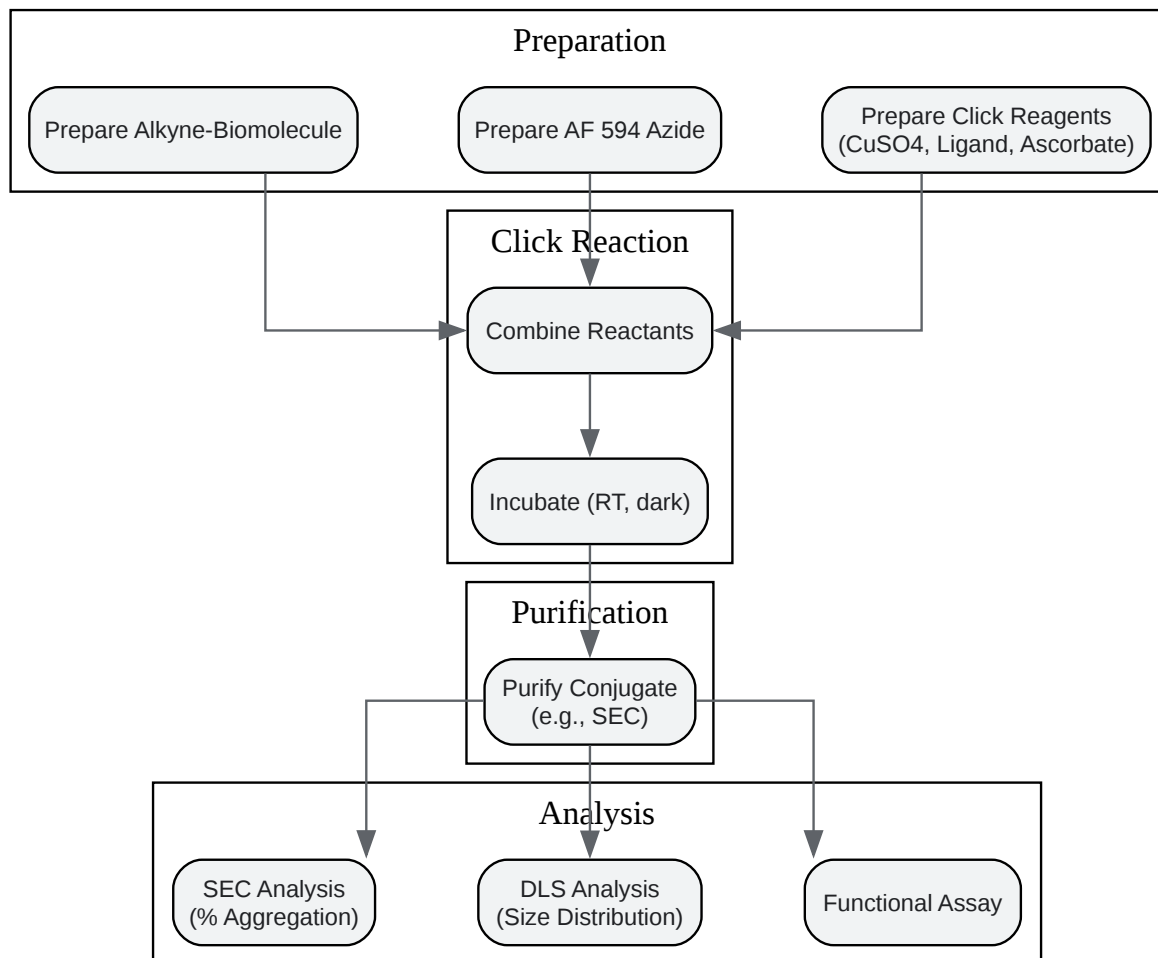 Preparation
Prepare Alkyne-Biomolecule
Prepare AF 594 Azide
Prepare Click Reagents
(CuSO4, Ligand, Ascorbate)
Click Reaction
Combine Reactants
Incubate (RT, dark)
Purification
Purify Conjugate
(e.g., SEC)
Analysis
SEC Analysis
(% Aggregation)
DLS Analysis
(Size Distribution)
Functional Assay